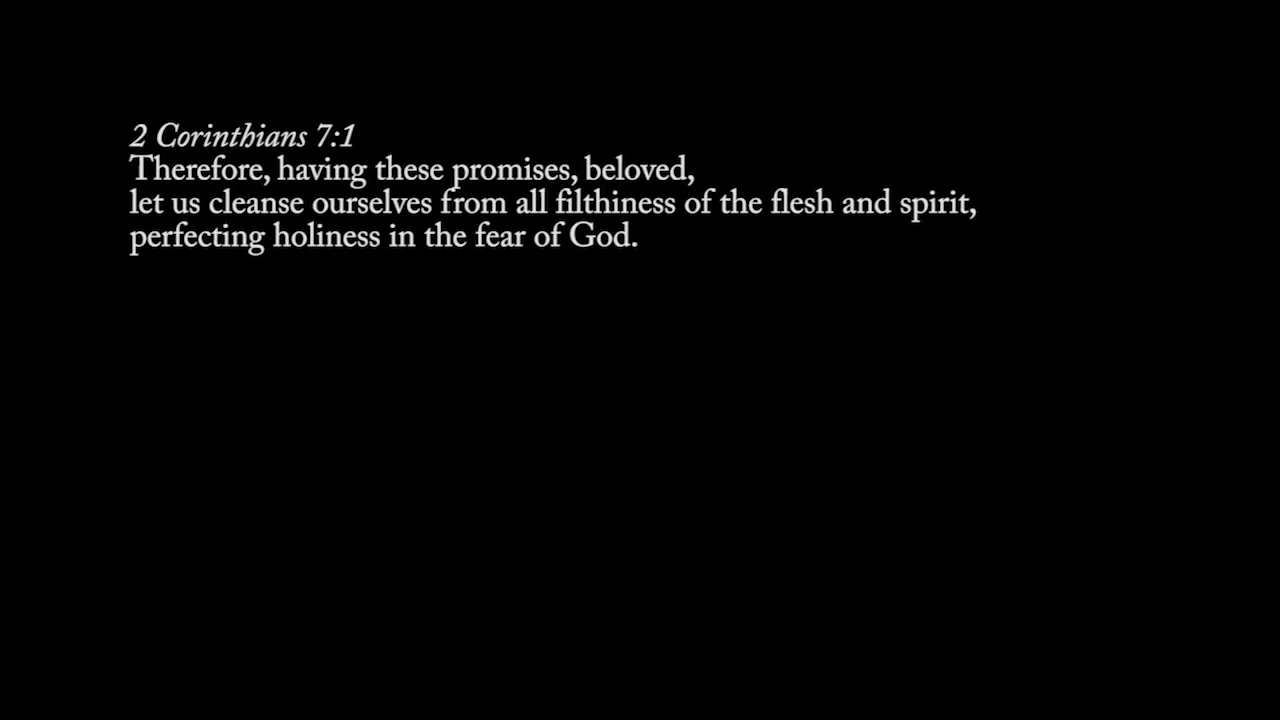 2 Corinthians 7:1
Therefore, having these promises, beloved,
let us cleanse ourselves from all filthiness of the flesh and spirit,
perfecting holiness in the fear of God.